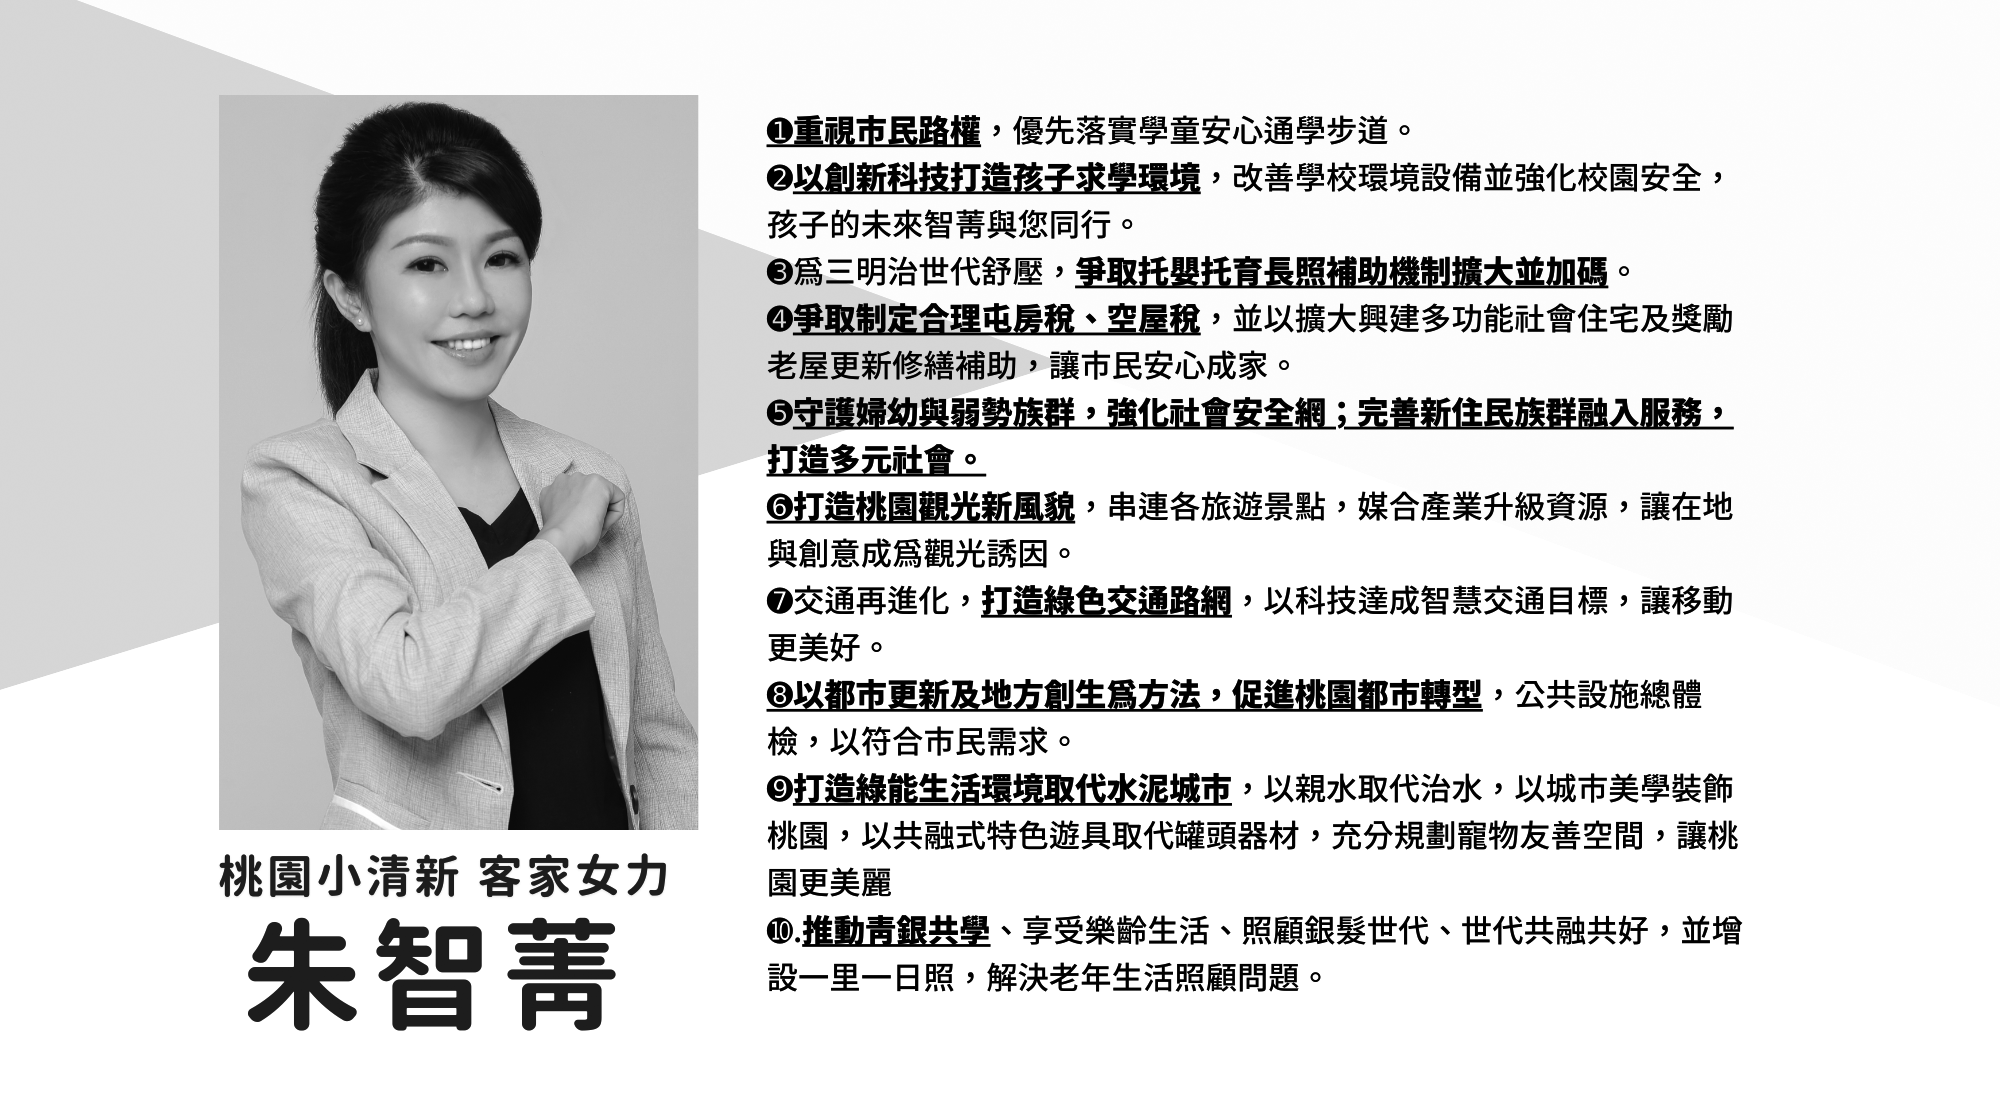 ❶重視市民路權，優先落實學童安心通學步道。
❷以創新科技打造孩子求學環境，改善學校環境設備並強化校園安全，
孩子的未來智菁與您同行。
❸爲三明治世代舒壓，爭取托嬰托育長照補助機制擴大並加碼。
❹爭取制定合理屯房稅、空屋稅，並以擴大興建多功能社會住宅及獎勵
老屋更新修繕補助，讓市民安心成家。
❺守護婦幼與弱勢族群，強化社會安全網；完善新住民族群融入服務，
打造多元社會。
❻打造桃園觀光新風貌，串連各旅遊景點，媒合產業升級資源，讓在地
與創意成爲觀光誘因。
❼交通再進化，打造綠色交通路網，以科技達成智慧交通目標，讓移動
更美好。
❽以都市更新及地方創生爲方法，促進桃園都市轉型，公共設施總體
檢，以符合市民需求。
❾打造綠能生活環境取代水泥城市，以親水取代治水，以城市美學裝飾
桃園，以共融式特色遊具取代罐頭器材，充分規劃寵物友善空間，讓桃
園更美麗
❿.推動青銀共學、享受樂齡生活、照顧銀髮世代、世代共融共好，並增
設一里一日照，解決老年生活照顧問題。
桃園小清新 客家女力
朱智菁